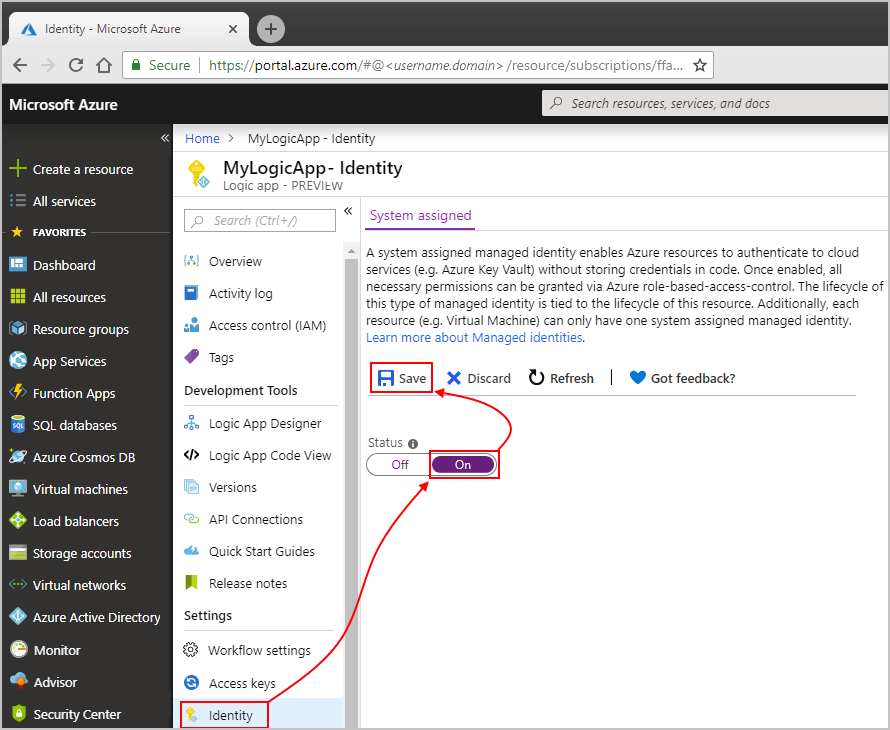 Identity - Microsoft Azure
Secure
https://portal.azure.com/#@<username.domain>/resource/subscriptions/ffa...
Microsoft Azure
Search resources, services, and docs
Create a resource
All services
FAVORITES
Dashboard
All resources
Resource groups
App Services
Function Apps
SQL databases
Azure Cosmos DB
Virtual machines
Load balancers
Storage accounts
Virtual networks
Azure Active Directory
Monitor
Advisor
Security Center
Home > MyLogicApp - Identity
MyLogicApp - Identity
Logic app - PREVIEW
Search (Ctrl+/)
Overview
Activity log
Access control (IAM)
Tags
Development Tools
Logic App Designer
Logic App Code View
Versions
API Connections
Quick Start Guides
Release notes
Settings
Workflow settings
Access keys
Identity
System assigned
A system assigned managed identity enables Azure resources to authenticate to cloud
services (e.g. Azure Key Vault) without storing credentials in code. Once enabled, all
necessary permissions can be granted via Azure role-based-access-control. The lifecycle of
this type of managed identity is tied to the lifecycle of this resource. Additionally, each
resource (e.g. Virtual Machine) can only have one system assigned managed identity.
Learn more about Managed identities.
Save
Discard
Refresh
Got feedback?
Status
Off
On